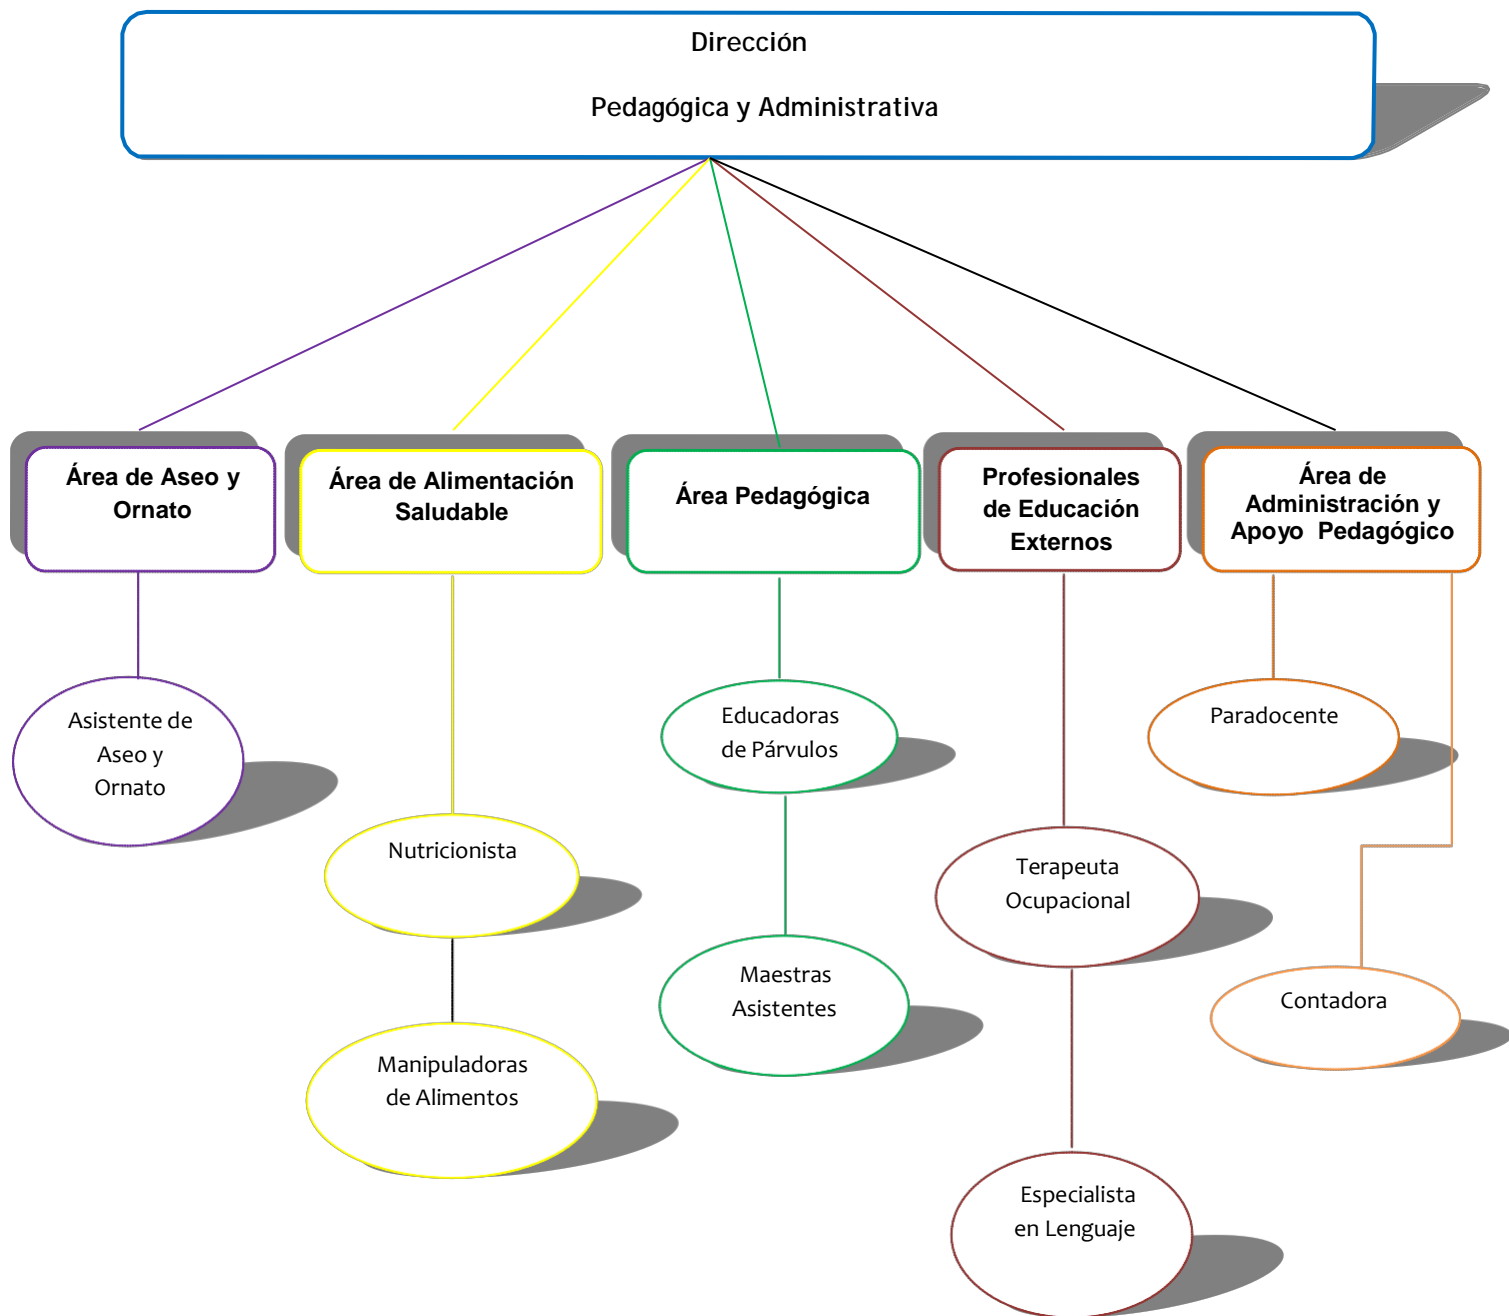 Dirección
Pedagógica y Administrativa
Área de Aseo y
Ornato
Área de Alimentación
Saludable
Área Pedagógica
Profesionales
de Educación
Externos
Área de
Administración y
Apoyo  Pedagógico
Asistente de
Aseo y
Ornato
Educadoras
de Párvulos
Paradocente
Nutricionista
Terapeuta
Ocupacional
Maestras
Asistentes
Contadora
Manipuladoras
de Alimentos
Especialista
en Lenguaje